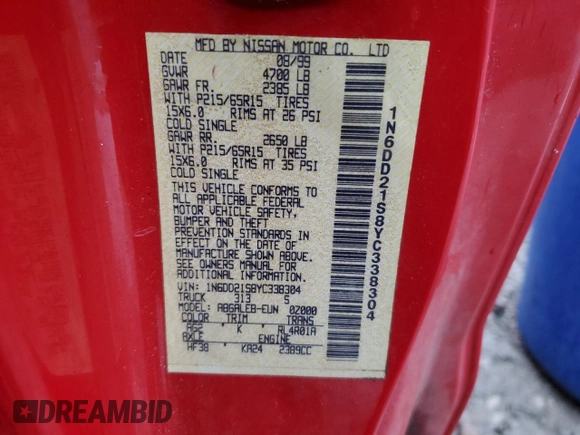 MFD BY NISSAN MOTOR CO. LTD
DATE 08/99
GVWR 4700 LB
GAWR FR. 2385 LB
WITH P215/65R15 TIRES
15X6.0 RIMS AT 26 PSI
COLD SINGLE
GAWR RR. 2650 LB
WITH P215/65R15 TIRES
15X6.0 RIMS AT 35 PSI
COLD SINGLE
THIS VEHICLE CONFORMS TO
ALL APPLICABLE FEDERAL
MOTOR VEHICLE SAFETY,
BUMPER AND THEFT
PREVENTION STANDARDS IN
EFFECT ON THE DATE OF
MANUFACTURE SHOWN ABOVE.
SEE OWNERS MANUAL FOR
ADDITIONAL INFORMATION
VIN: 1N6DD21S8YC338304
TRUCK 313 S
MODEL: ABGALEB-EUN 0Z000
COLOR TRIM TRANS
K RL4R01A
AXLE ENGINE
HF38 KA24 2389CC
1N6DD21S8YC338304
DREAMBID